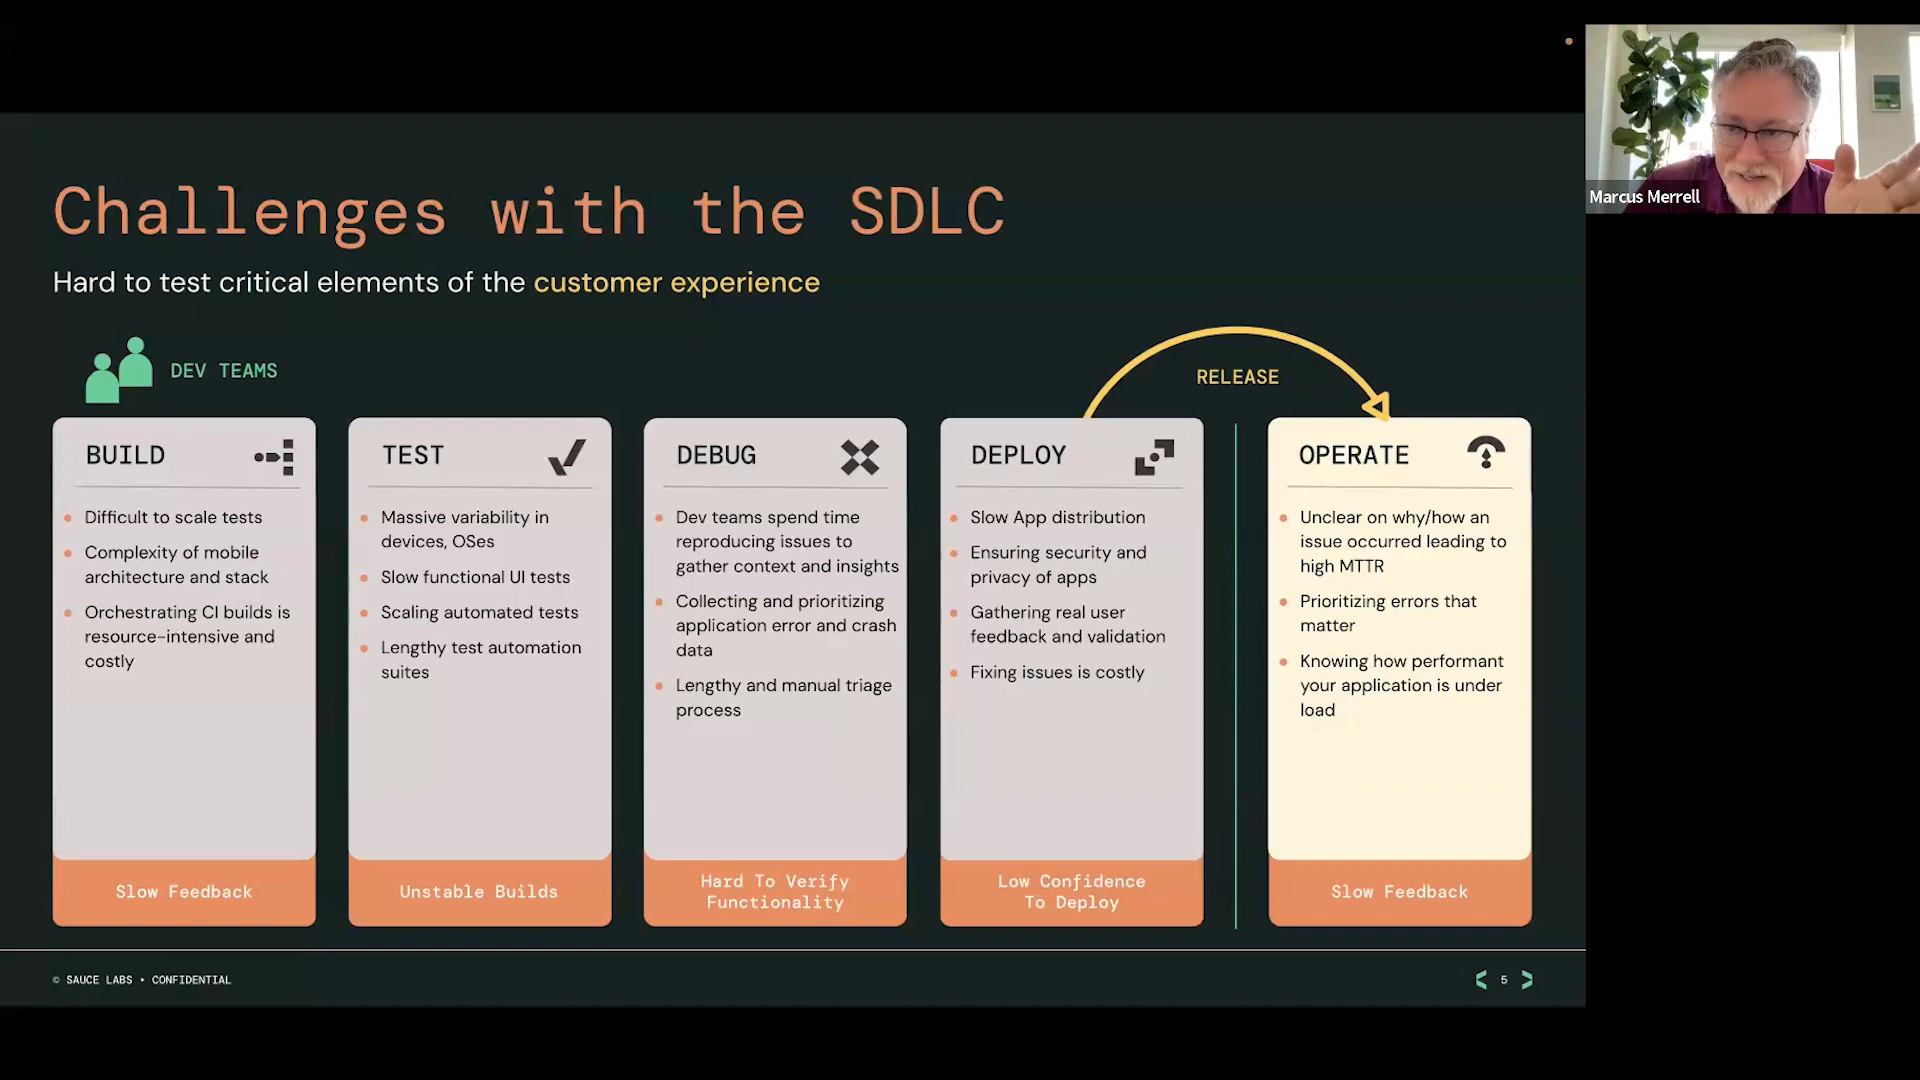 Marcus Merrell
Challenges with the SDLC
Hard to test critical elements of the customer experience
DEV TEAMS
RELEASE
BUILD
Difficult to scale tests
Complexity of mobile
architecture and stack
Orchestrating CI builds is
resource-intensive and
costly
Slow Feedback
TEST
Massive variability in
devices, OSes
Slow functional UI tests
Scaling automated tests
Lengthy test automation
suites
Unstable Builds
DEBUG
Dev teams spend time
reproducing issues to
gather context and insights
Collecting and prioritizing
application error and crash
data
Lengthy and manual triage
process
Hard To Verify
Functionality
DEPLOY
Slow App distribution
Ensuring security and
privacy of apps
Gathering real user
feedback and validation
Fixing issues is costly
Low Confidence
To Deploy
OPERATE
Unclear on why/how an
issue occurred leading to
high MTTR
Prioritizing errors that
matter
Knowing how performant
your application is under
load
Slow Feedback
© SAUCE LABS • CONFIDENTIAL
5